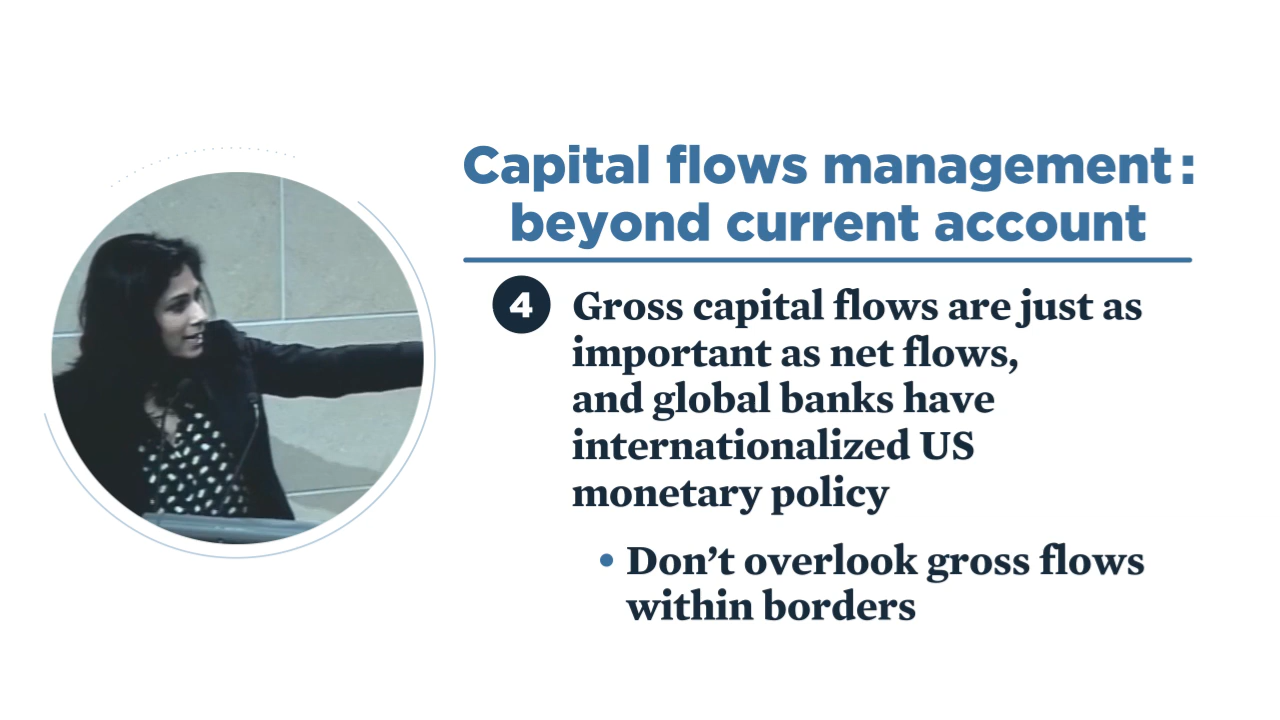 Capital flows management:
beyond current account
4 Gross capital flows are just as
important as net flows,
and global banks have
internationalized US
monetary policy
• Don’t overlook gross flows
within borders